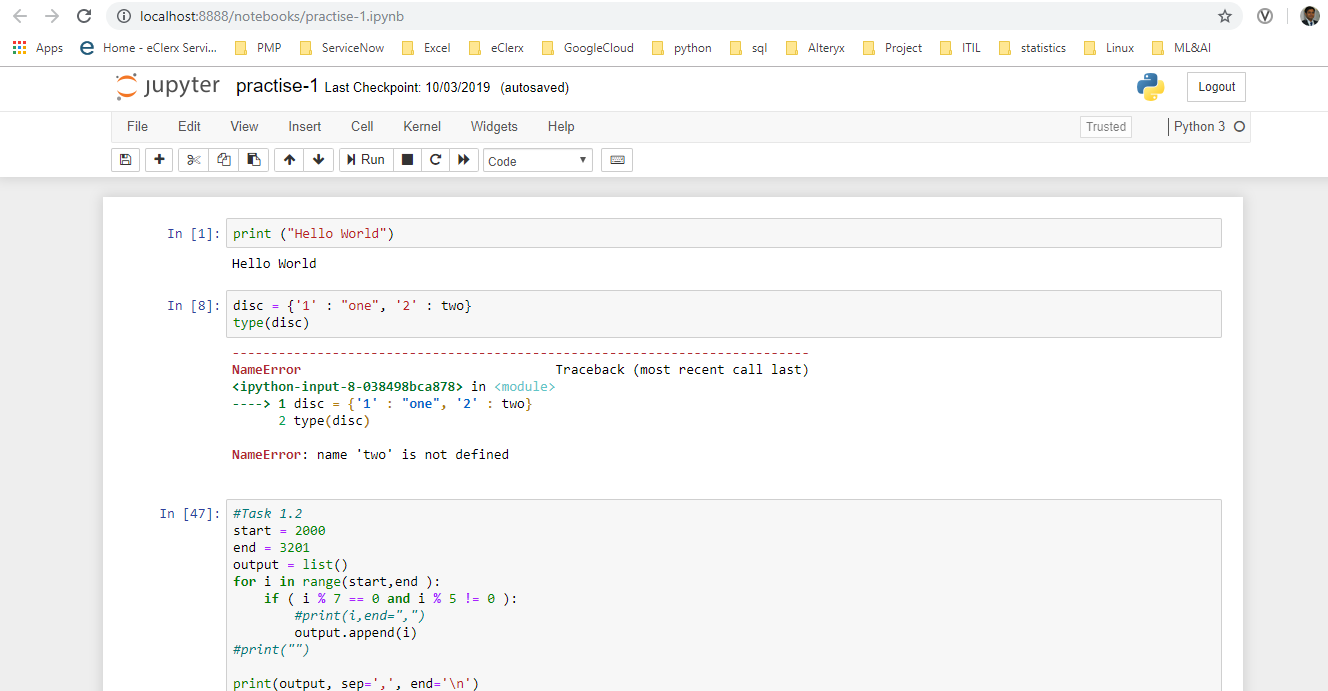 localhost:8888/notebooks/practise-1.ipynb
Apps Home - eClerx Servi... PMP ServiceNow Excel eClerx GoogleCloud python sql Alteryx Project ITIL statistics Linux ML&AI
jupyter practise-1 Last Checkpoint: 10/03/2019 (autosaved) Logout
File Edit View Insert Cell Kernel Widgets Help Trusted Python 3
Run Code
In [1]: print ("Hello World")
Hello World
In [8]: disc = {'1' : "one", '2' : two}
type(disc)
---------------------------------------------------------------------------
NameError                                 Traceback (most recent call last)
<ipython-input-8-038498bca878> in <module>
----> 1 disc = {'1' : "one", '2' : two}
      2 type(disc)
NameError: name 'two' is not defined
In [47]: #Task 1.2
start = 2000
end = 3201
output = list()
for i in range(start,end ):
    if ( i % 7 == 0 and i % 5 != 0 ):
        #print(i,end=",")
        output.append(i)
#print("")
print(output, sep=',', end='\n')